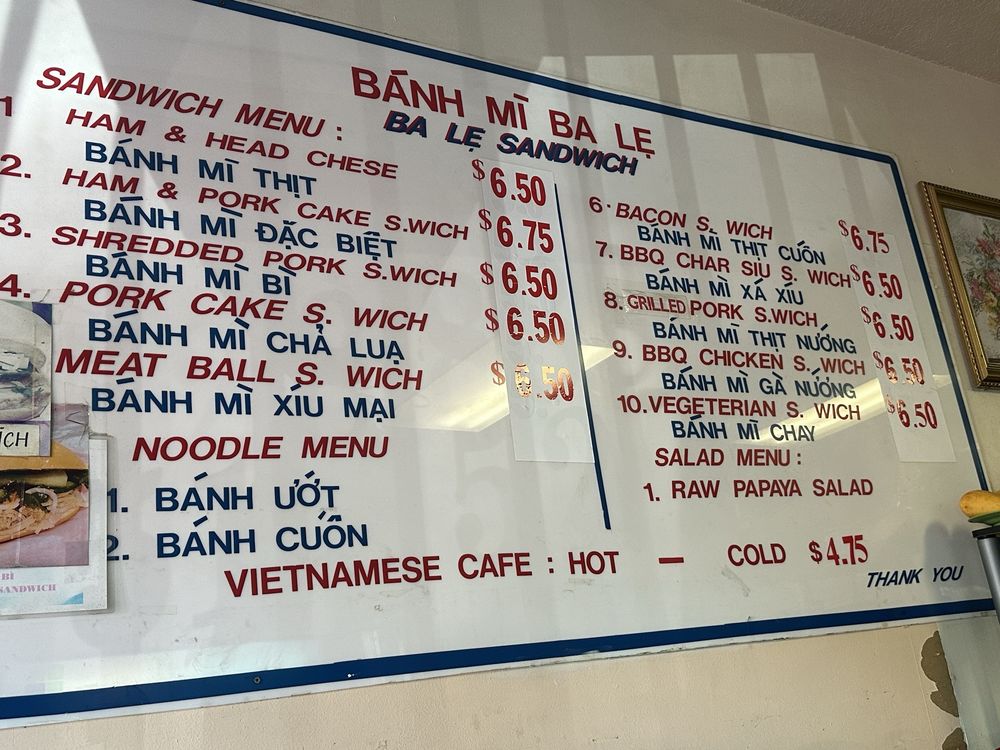 BÁNH MÌ BA LẸ
BA LẸ SANDWICH
SANDWICH MENU :
1 HAM & HEAD CHESE $6.50
BÁNH MÌ THỊT
2. HAM & PORK CAKE S.WICH $6.75
BÁNH MÌ ĐẶC BIỆT
3. SHREDDED PORK S.WICH $6.50
BÁNH MÌ BÌ
4. PORK CAKE S. WICH $6.50
BÁNH MÌ CHẢ LUẠ
MEAT BALL S. WICH $6.50
BÁNH MÌ XÍU MẠI
NOODLE MENU
1. BÁNH ƯỚT
2. BÁNH CUỐN
6. BACON S. WICH $6.75
BÁNH MÌ THỊT CUỐN
7. BBQ CHAR SIU S. WICH $6.50
BÁNH MÌ XÁ XÍU
8. GRILLED PORK S.WICH $6.50
BÁNH MÌ THỊT NƯỚNG
9. BBQ CHICKEN S. WICH $6.50
BÁNH MÌ GÀ NƯỚNG
10. VEGETERIAN S. WICH $6.50
BÁNH MÌ CHAY
SALAD MENU :
1. RAW PAPAYA SALAD
VIETNAMESE CAFE : HOT — COLD $4.75
THANK YOU
BÌ
SANDWICH